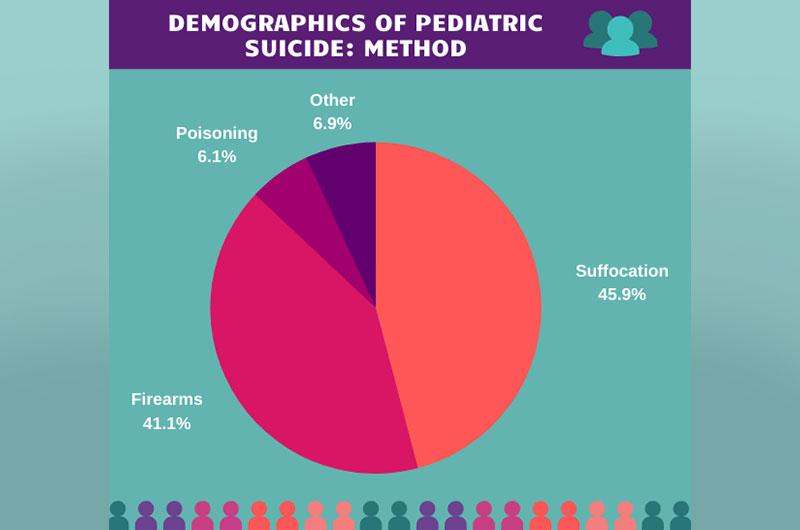 DEMOGRAPHICS OF PEDIATRIC
SUICIDE: METHOD
Other
6.9%
Poisoning
6.1%
Suffocation
45.9%
Firearms
41.1%